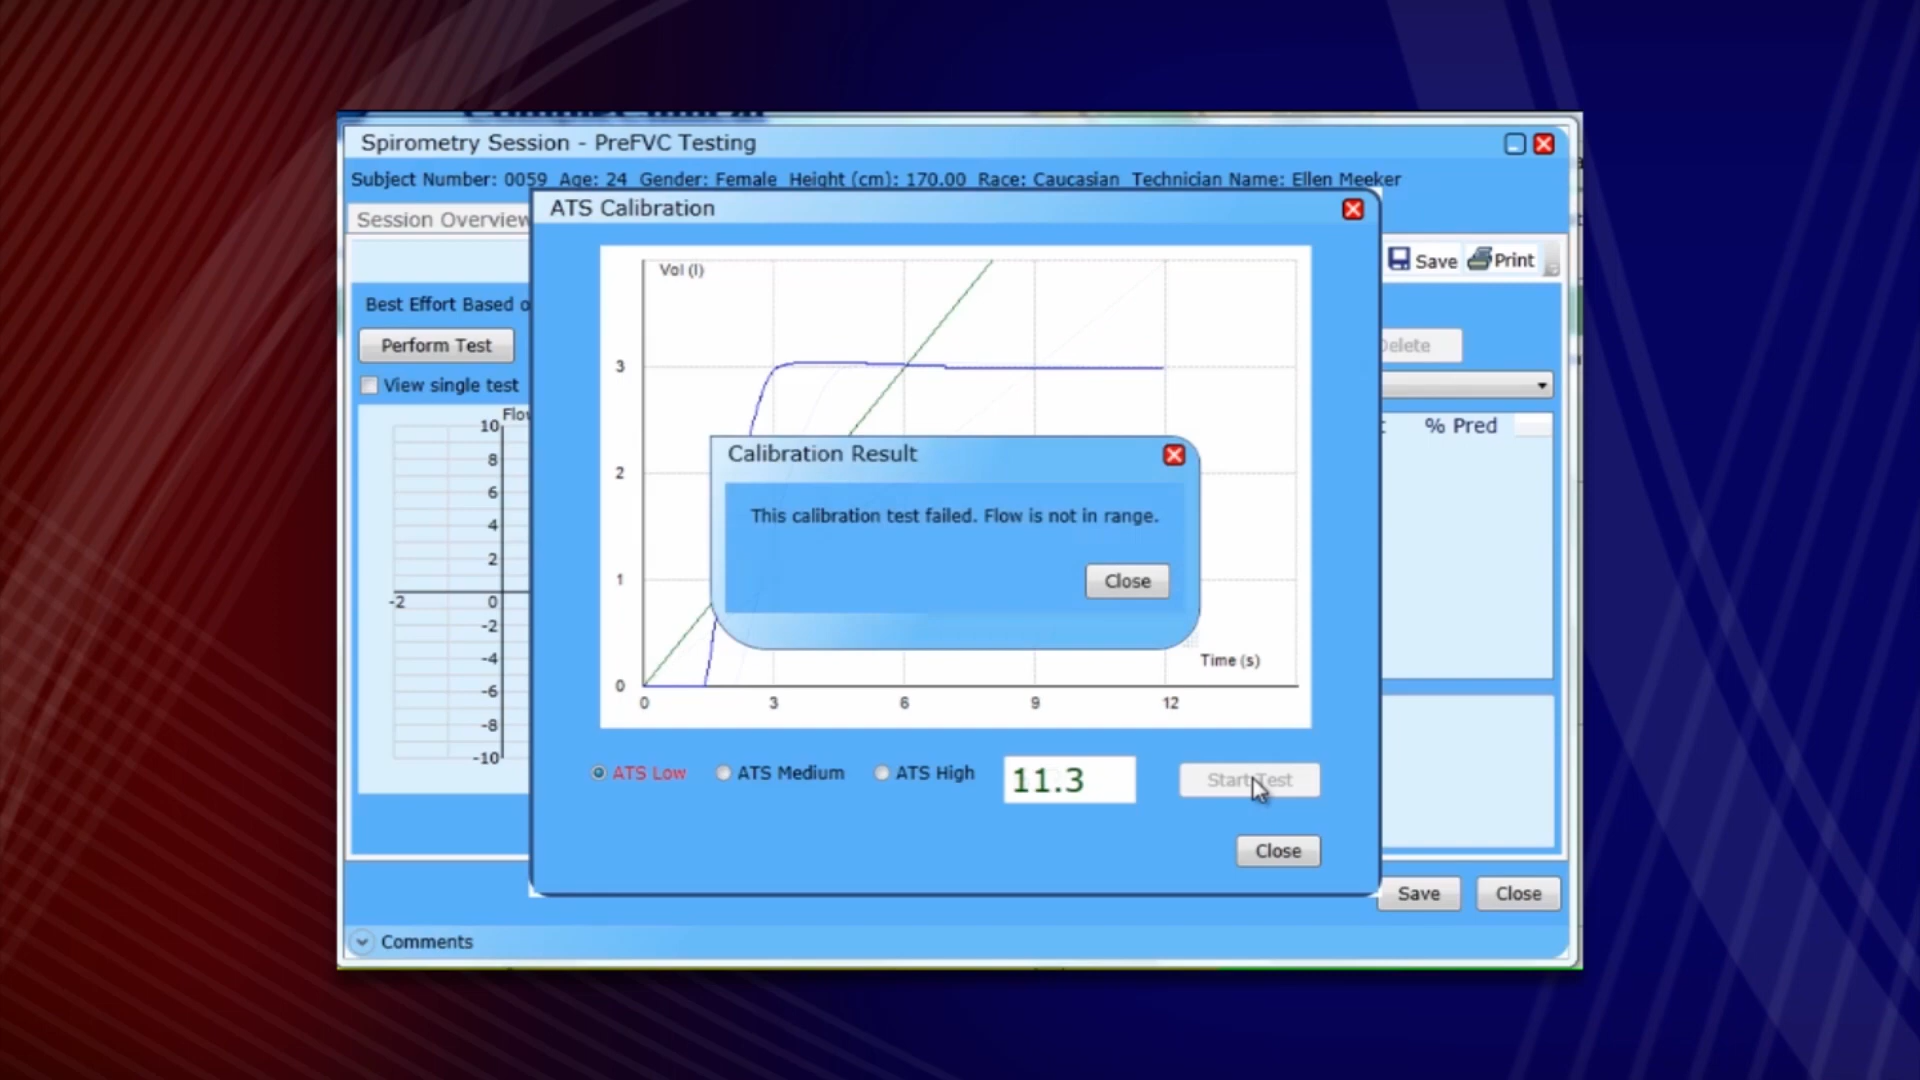 Spirometry Session - PreFVC Testing
Subject Number: 0059 Age: 24 Gender: Female Height (cm): 170.00 Race: Caucasian Technician Name: Ellen Meeker
ATS Calibration
Session Overview
Save Print
Vol (l)
Best Effort Based o
Perform Test
Delete
View single test
3
Flow
% Pred
10
8
6
4
2
0
-2
-2
-4
-6
-8
-10
2
1
0
Calibration Result
This calibration test failed. Flow is not in range.
Close
Time (s)
0 3 6 9 12
ATS Low ATS Medium ATS High 11.3 Start Test
Close
Save Close
Comments